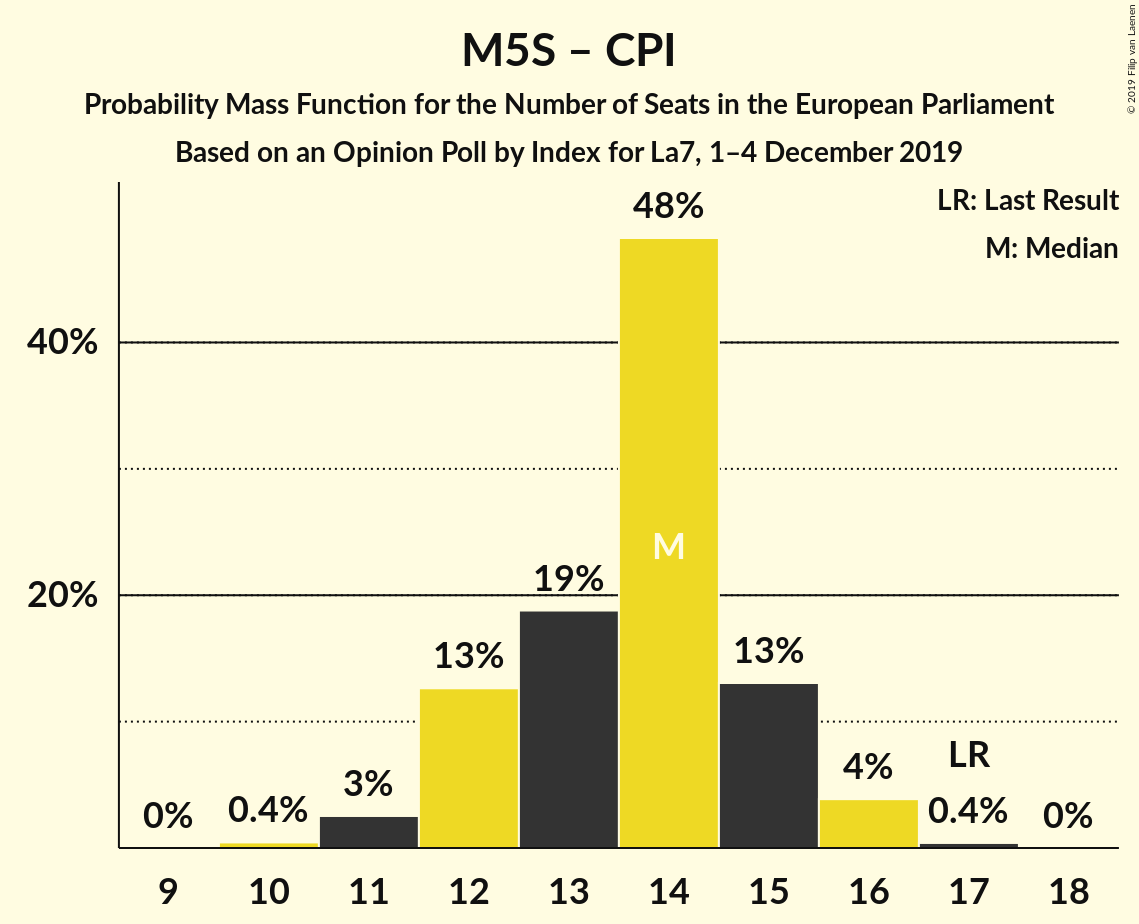 M5S – CPI
Probability Mass Function for the Number of Seats in the European Parliament
Based on an Opinion Poll by Index for La7, 1–4 December 2019
© 2019 Filip van Laenen
LR: Last Result
M: Median
48%
40%
M
19%
20%
13%
13%
LR
4%
3%
0%
0.4%
0.4%
0%
9 10 11 12 13 14 15 16 17 18